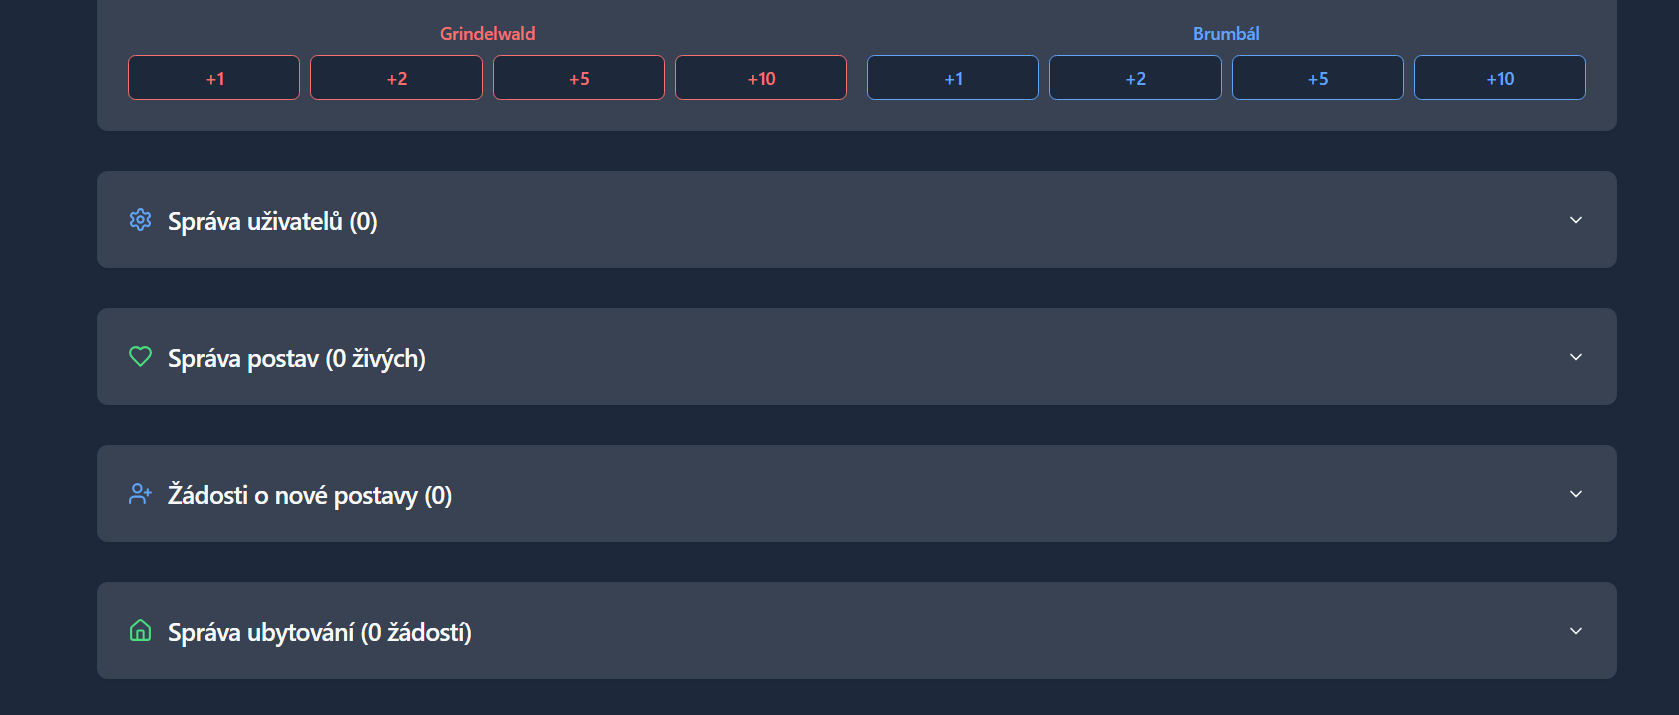 Grindelwald
Brumbál
+1 +2 +5 +10 +1 +2 +5 +10
Správa uživatelů (0)
Správa postav (0 živých)
Žádosti o nové postavy (0)
Správa ubytování (0 žádostí)